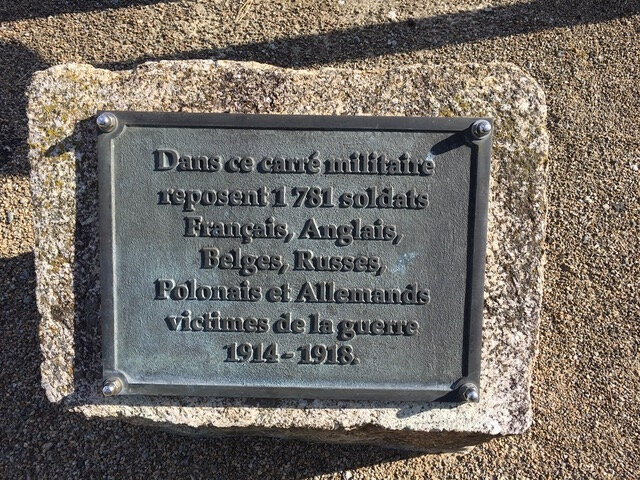 Dans ce carré militaire
reposent 1 781 soldats
Français, Anglais,
Belges, Russes,
Polonais et Allemands
victimes de la guerre
1914 - 1918.